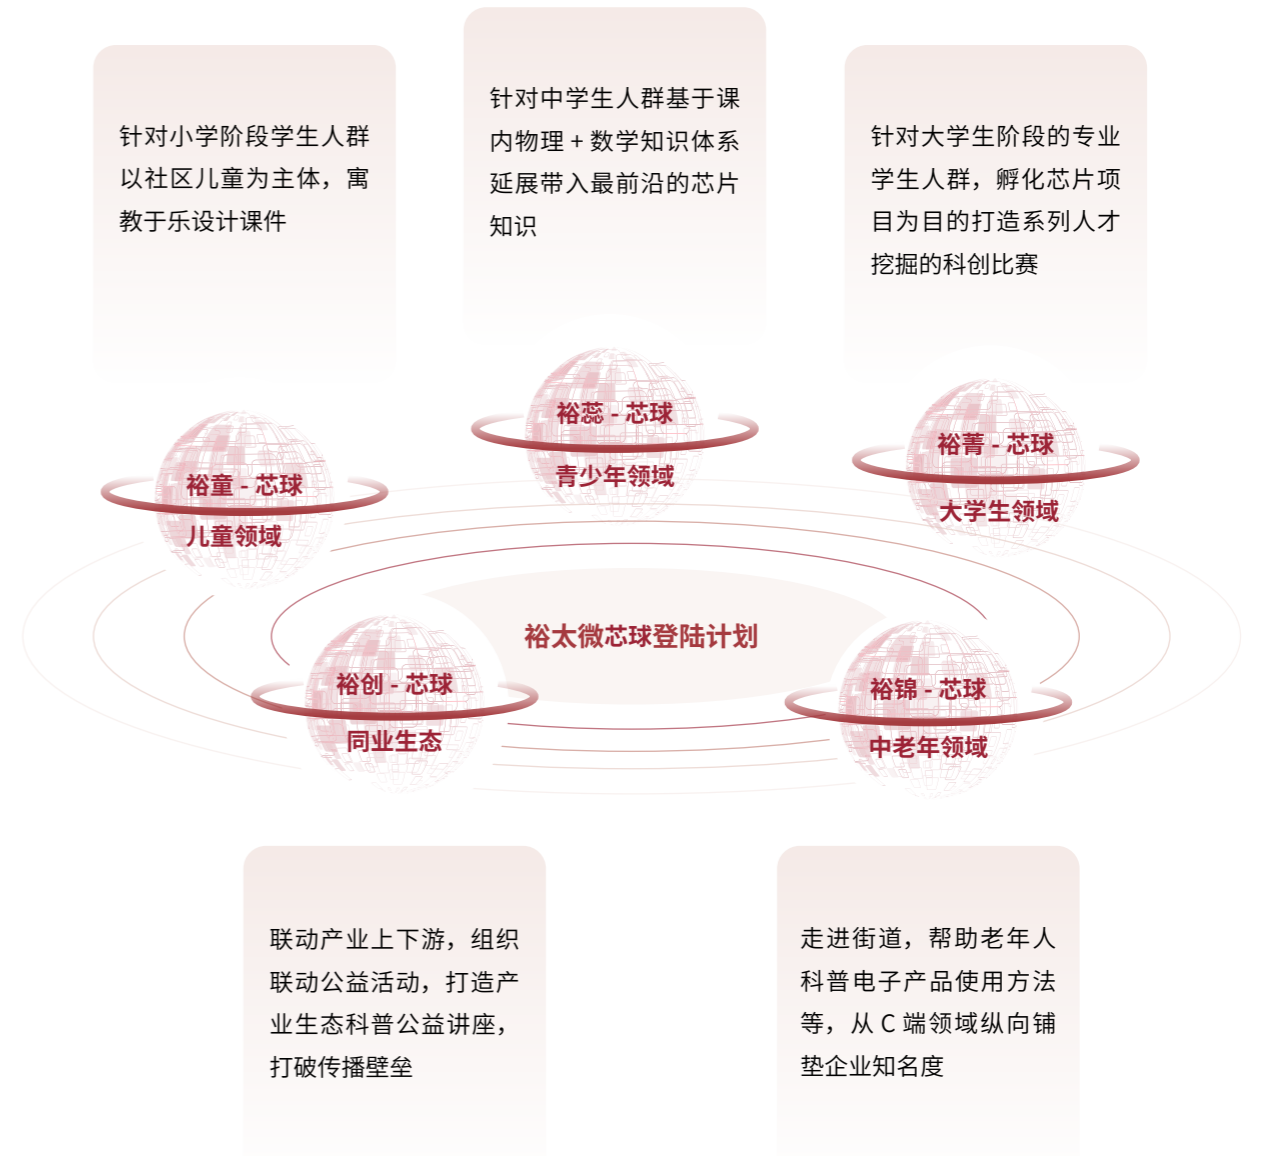 针对小学阶段学生人群
以社区儿童为主体，寓
教于乐设计课件
针对中学生人群基于课
内物理 + 数学知识体系
延展带入最前沿的芯片
知识
针对大学生阶段的专业
学生人群，孵化芯片项
目为目的打造系列人才
挖掘的科创比赛
裕童 - 芯球
儿童领域
裕蕊 - 芯球
青少年领域
裕菁 - 芯球
大学生领域
裕太微芯球登陆计划
裕创 - 芯球
同业生态
裕锦 - 芯球
中老年领域
联动产业上下游，组织
联动公益活动，打造产
业生态科普公益讲座，
打破传播壁垒
走进街道，帮助老年人
科普电子产品使用方法
等，从 C 端领域纵向铺
垫企业知名度